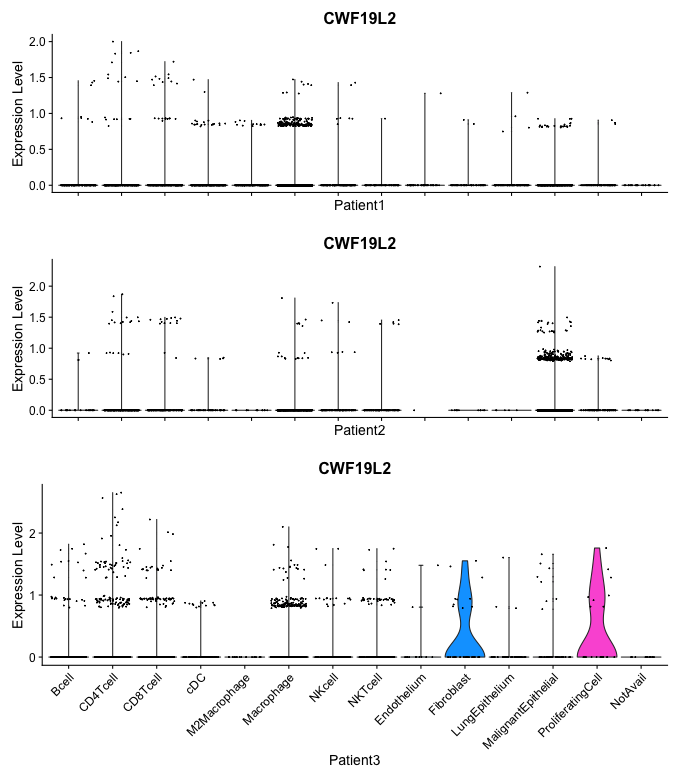 CWF19L2
Expression Level
2.0
1.5
1.0
0.5
0.0
Patient1
CWF19L2
Expression Level
2.0
1.5
1.0
0.5
0.0
Patient2
CWF19L2
Expression Level
2
1
0
Bcell
CD4Tcell
CD8Tcell
cDC
M2Macrophage
Macrophage
NKcell
NKTcell
Endothelium
Fibroblast
LungEpithelium
MalignantEpithelial
ProliferatingCell
NotAvail
Patient3